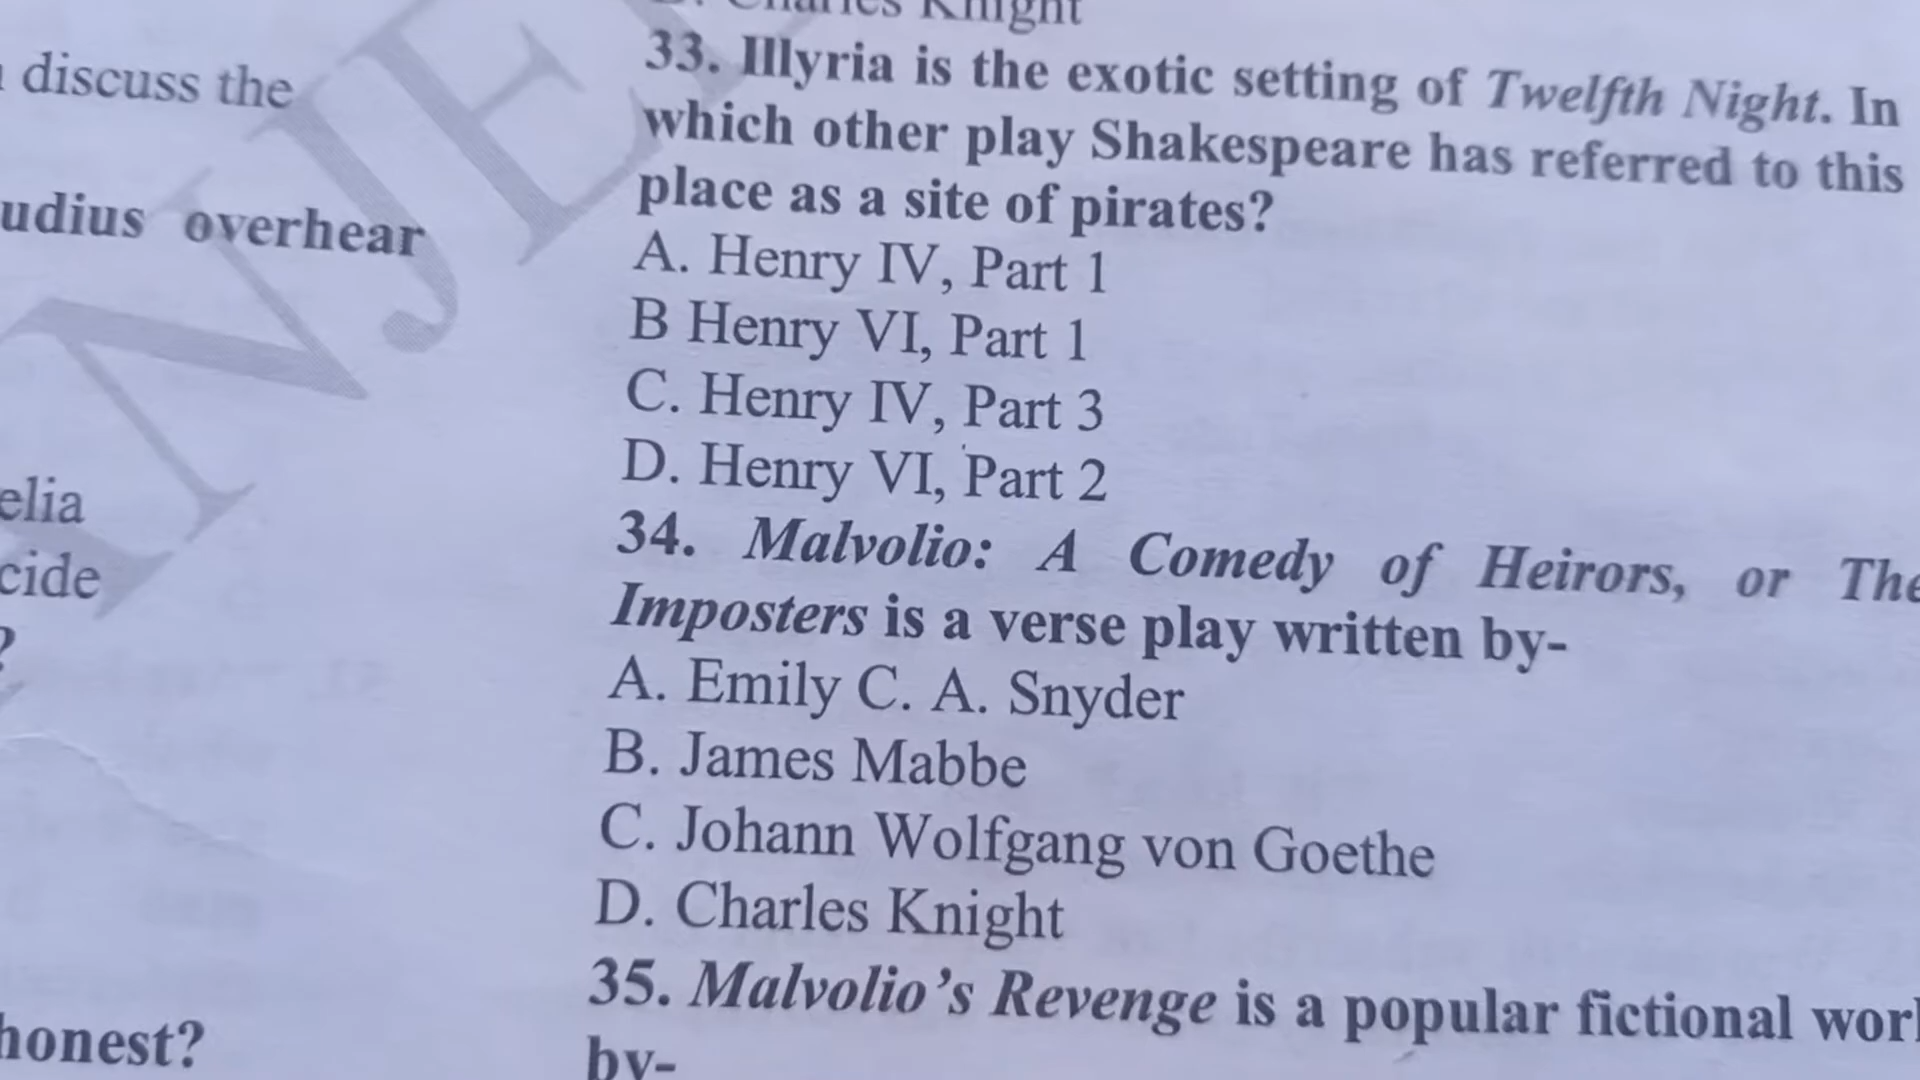 discuss the
udius overhear
elia
cide
?
honest?
Charles Knight
33. Illyria is the exotic setting of Twelfth Night. In
which other play Shakespeare has referred to this
place as a site of pirates?
A. Henry IV, Part 1
B Henry VI, Part 1
C. Henry IV, Part 3
D. Henry VI, Part 2
34. Malvolio: A Comedy of Heirors, or The
Imposters is a verse play written by-
A. Emily C. A. Snyder
B. James Mabbe
C. Johann Wolfgang von Goethe
D. Charles Knight
35. Malvolio's Revenge is a popular fictional wor
by-